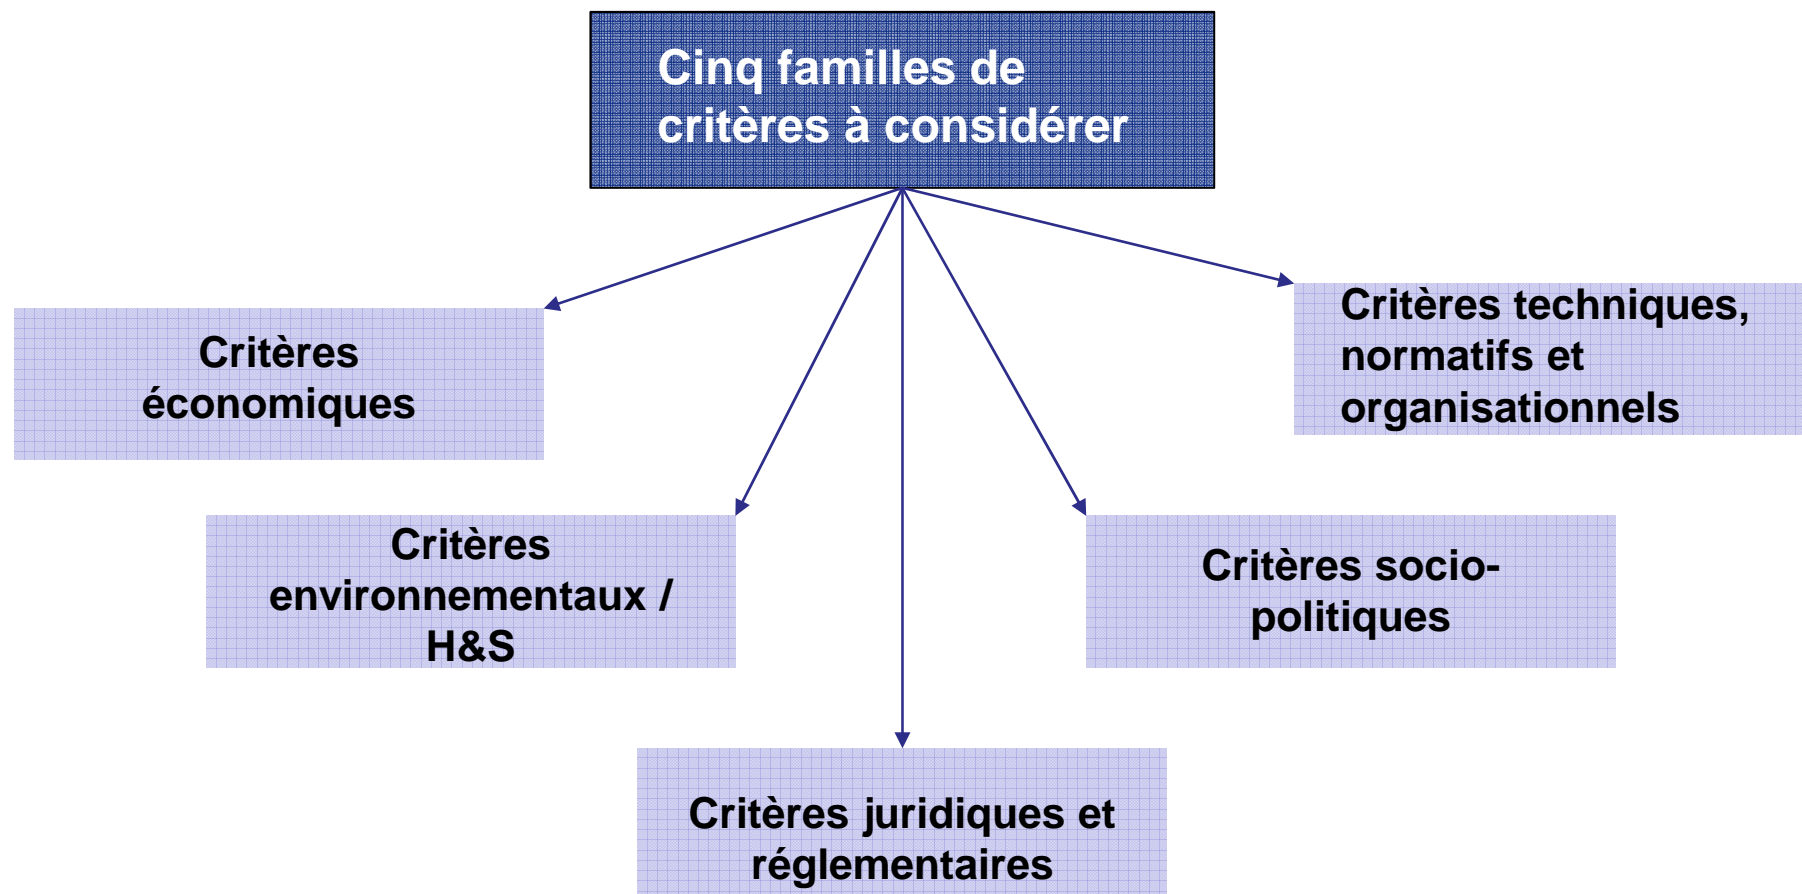 Cinq familles de
critères à considérer
Critères
économiques
Critères techniques,
normatifs et
organisationnels
Critères
environnementaux /
H&S
Critères socio-
politiques
Critères juridiques et
réglementaires